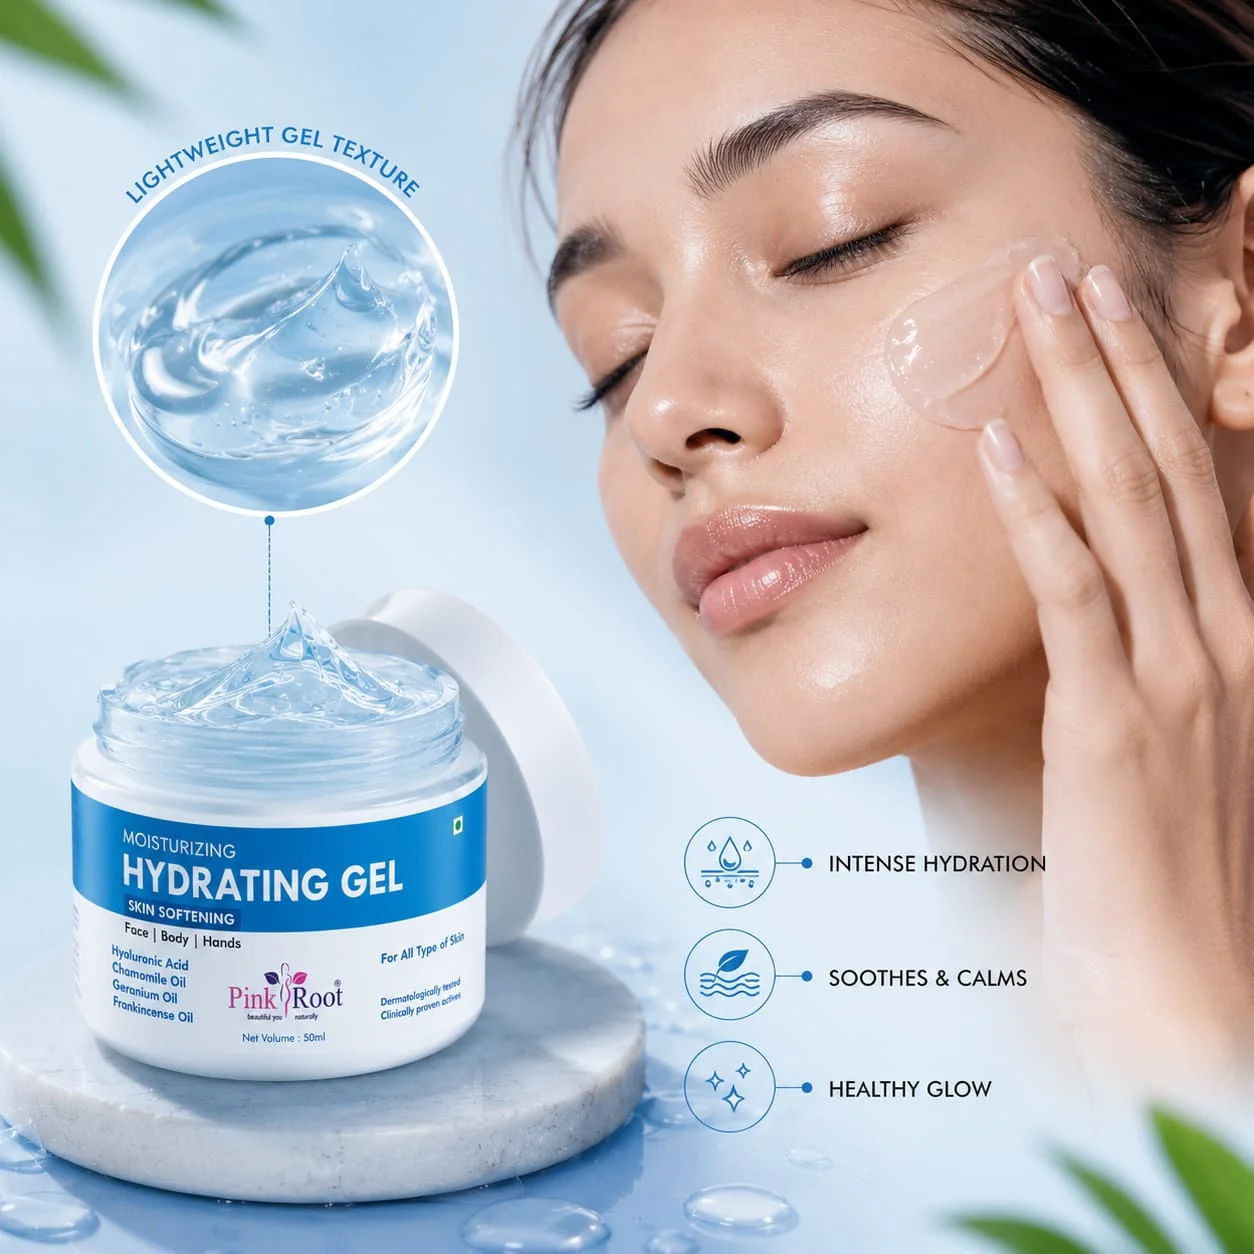 LIGHTWEIGHT GEL TEXTURE
MOISTURIZING
HYDRATING GEL
SKIN SOFTENING
Face | Body | Hands
Hyaluronic Acid
Chamomile Oil
Geranium Oil
Frankincense Oil
Pink Root®
beautiful you naturally
Net Volume : 50ml
For All Type of Skin
Dermatologically tested
Clinically proven actives
INTENSE HYDRATION
SOOTHES & CALMS
HEALTHY GLOW